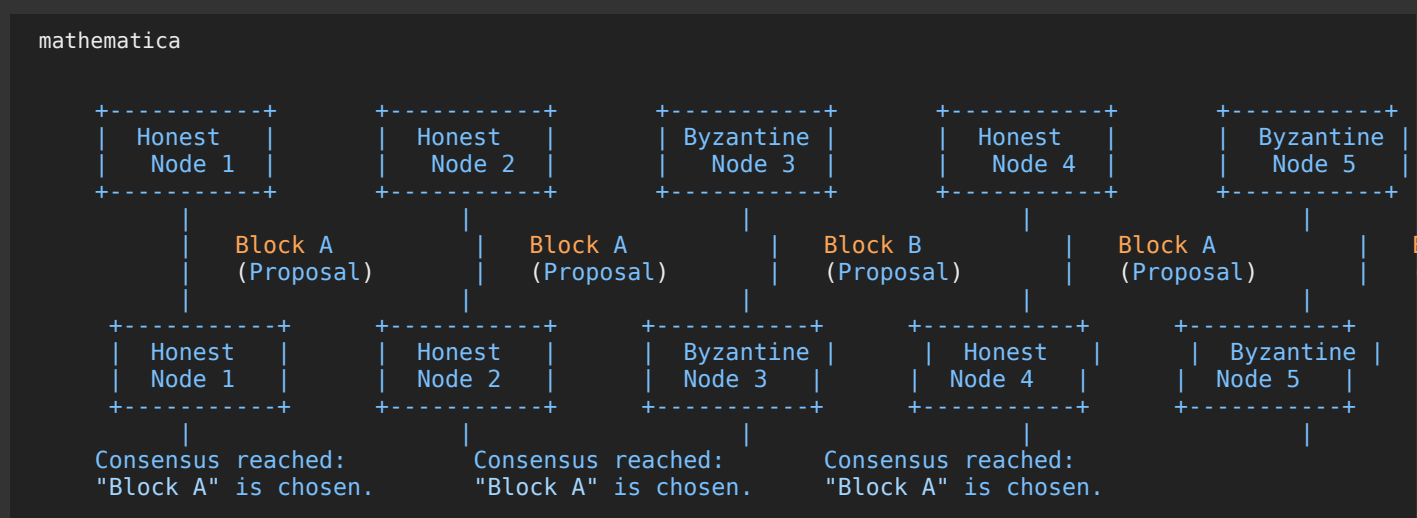 mathematica
+-----------+ +-----------+ +-----------+ +-----------+ +-----------+
| Honest | | Honest | | Byzantine | | Honest | | Byzantine |
| Node 1 | | Node 2 | | Node 3 | | Node 4 | | Node 5 |
+-----------+ +-----------+ +-----------+ +-----------+ +-----------+
| | | | |
| Block A | Block A | Block B | Block A |
| (Proposal) | (Proposal) | (Proposal) | (Proposal) |
| | | | |
+-----------+ +-----------+ +-----------+ +-----------+ +-----------+
| Honest | | Honest | | Byzantine | | Honest | | Byzantine |
| Node 1 | | Node 2 | | Node 3 | | Node 4 | | Node 5 |
+-----------+ +-----------+ +-----------+ +-----------+ +-----------+
| | | | |
Consensus reached: Consensus reached: Consensus reached:
"Block A" is chosen. "Block A" is chosen. "Block A" is chosen.